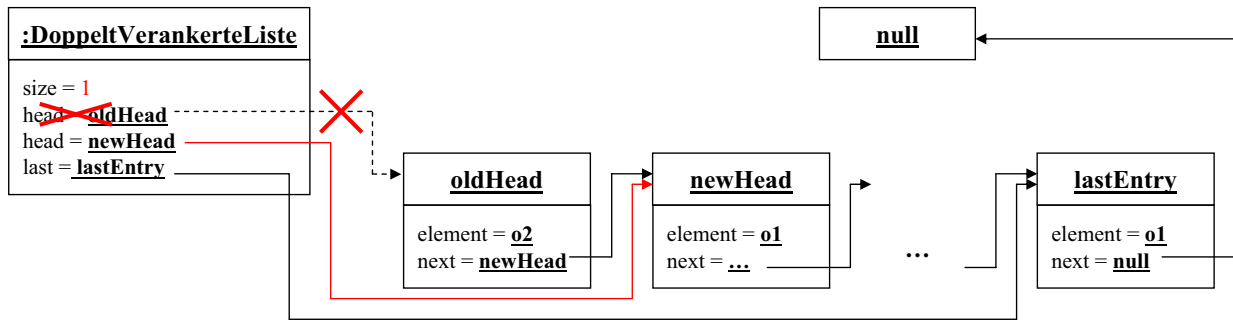 :DoppeltVerankerteListe
size = 1
head = oldHead
head = newHead
last = lastEntry
null
oldHead
element = o2
next = newHead
newHead
element = o1
next = ...
...
lastEntry
element = o1
next = null